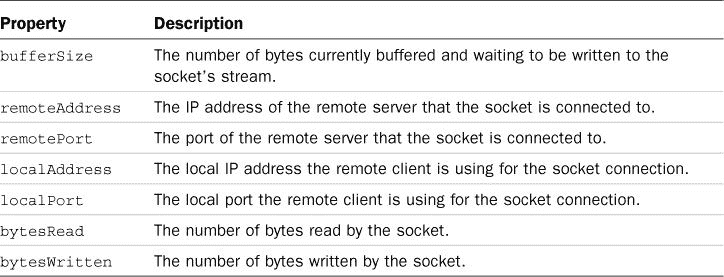 Property Description
bufferSize The number of bytes currently buffered and waiting to be written to the
socket's stream.
remoteAddress The IP address of the remote server that the socket is connected to.
remotePort The port of the remote server that the socket is connected to.
localAddress The local IP address the remote client is using for the socket connection.
localPort The local port the remote client is using for the socket connection.
bytesRead The number of bytes read by the socket.
bytesWritten The number of bytes written by the socket.